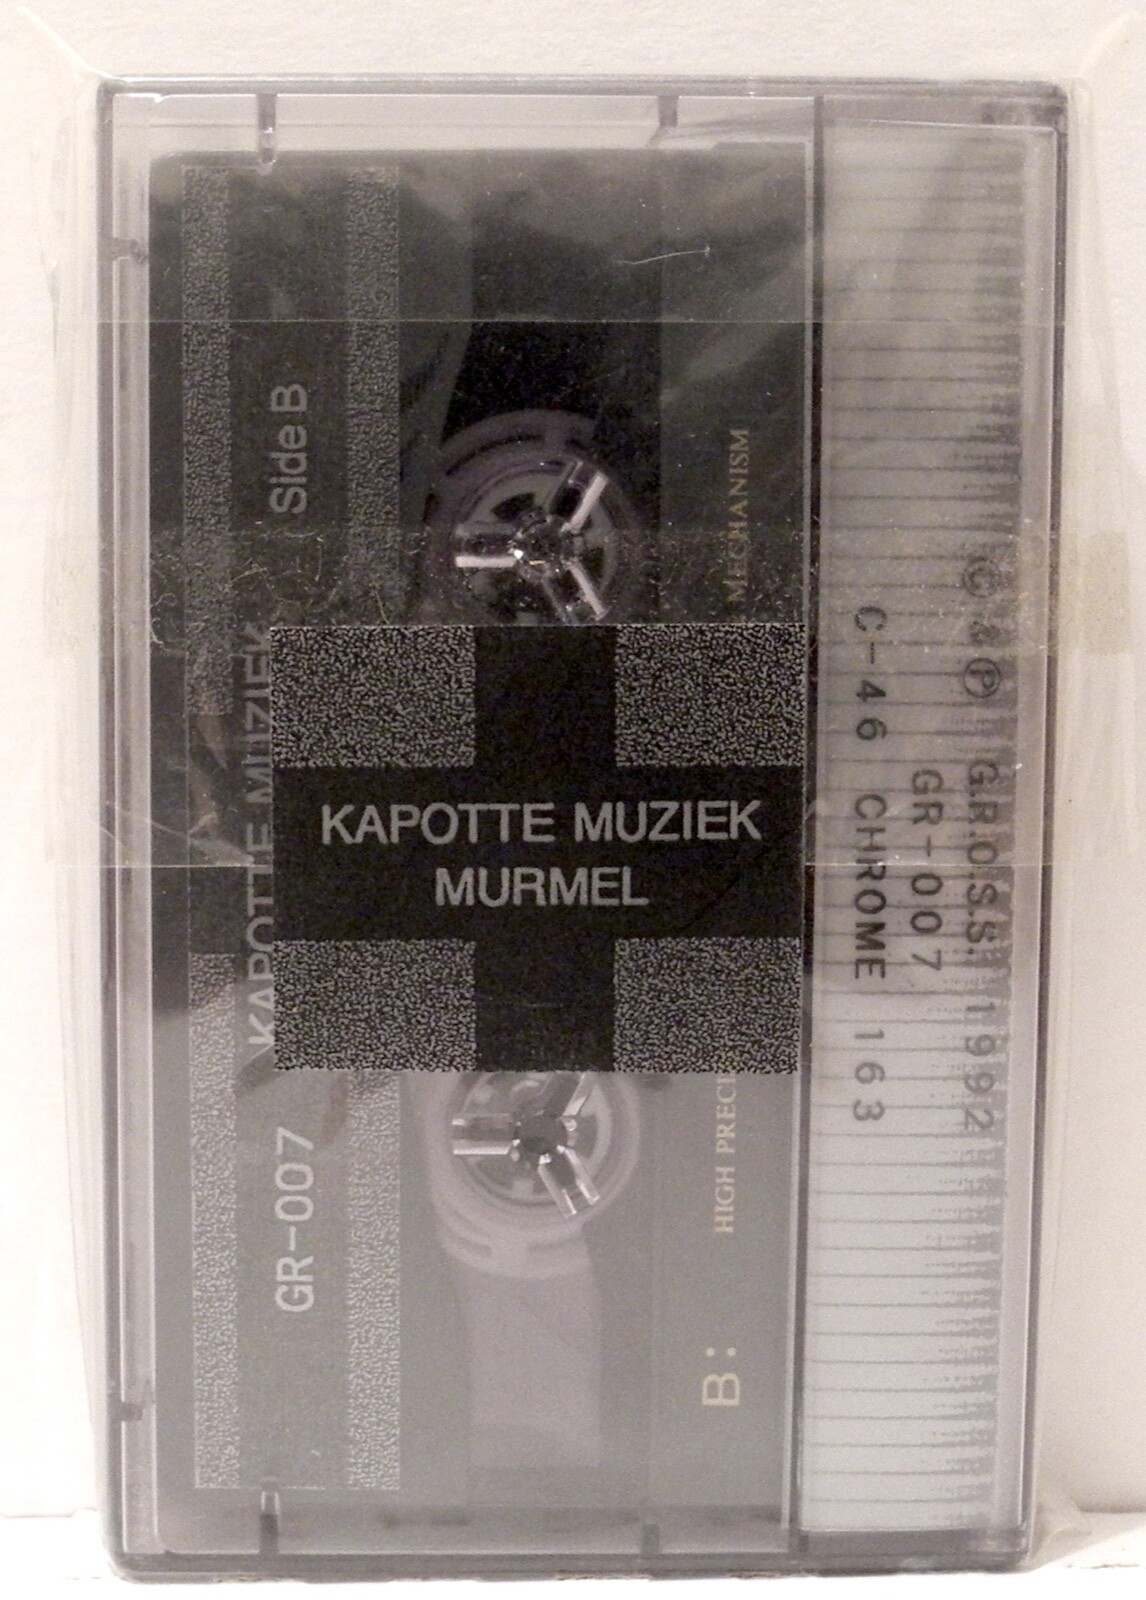 KAPOTTE MUZIEK
MURMEL
Side B
KAPOTTE MUZIEK
GR-007
MECHANISM
HIGH PRECI
B:
© & ℗ G.R.O.S.S. 1992
GR-007
C-46 CHROME 163